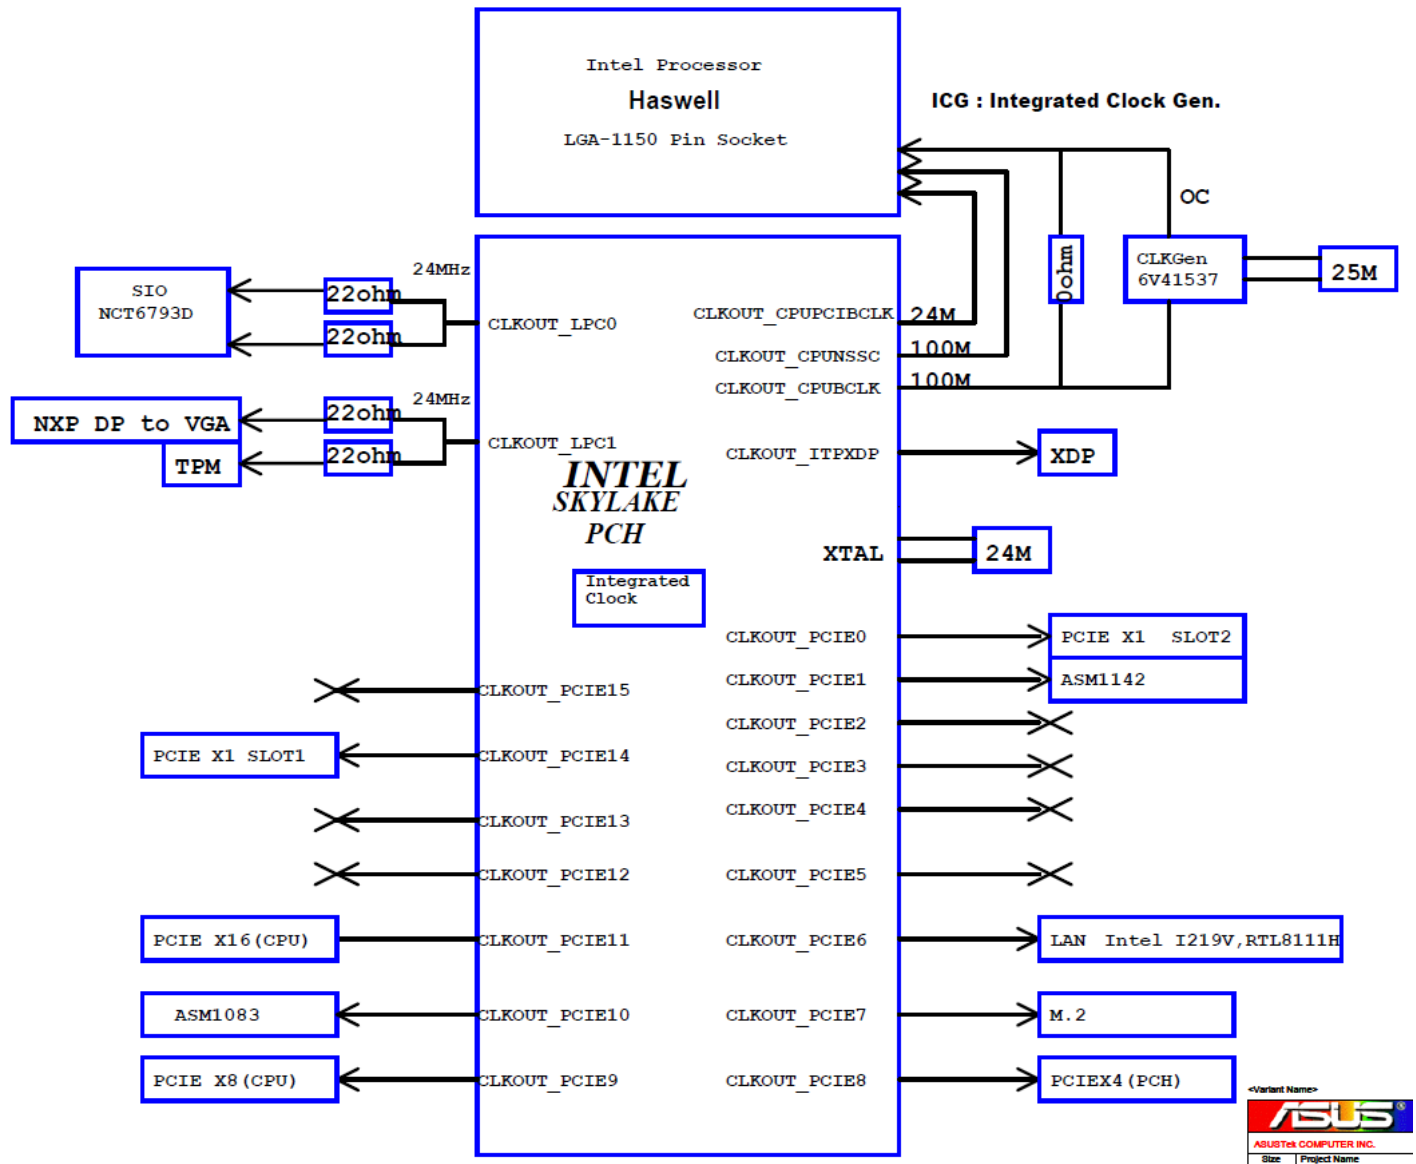 Intel Processor
Haswell
LGA-1150 Pin Socket
ICG : Integrated Clock Gen.
OC
CLKGen
6V41537
25M
0ohm
SIO
NCT6793D
24MHz
22ohm
22ohm
CLKOUT_LPC0
CLKOUT_CPUPCIBCLK
24M
CLKOUT_CPUNSSC
100M
CLKOUT_CPUBCLK
100M
NXP DP to VGA
TPM
24MHz
22ohm
22ohm
CLKOUT_LPC1
CLKOUT_ITPXDP
XDP
INTEL
SKYLAKE
PCH
XTAL
24M
Integrated
Clock
CLKOUT_PCIE0
PCIE X1 SLOT2
CLKOUT_PCIE1
ASM1142
CLKOUT_PCIE2
CLKOUT_PCIE3
CLKOUT_PCIE4
CLKOUT_PCIE5
CLKOUT_PCIE6
LAN Intel I219V,RTL8111H
CLKOUT_PCIE7
M.2
CLKOUT_PCIE8
PCIEX4(PCH)
CLKOUT_PCIE15
PCIE X1 SLOT1
CLKOUT_PCIE14
CLKOUT_PCIE13
CLKOUT_PCIE12
PCIE X16(CPU)
CLKOUT_PCIE11
ASM1083
CLKOUT_PCIE10
PCIE X8(CPU)
CLKOUT_PCIE9
<Variant Name>
ASUS®
ASUSTek COMPUTER INC.
Size Project Name